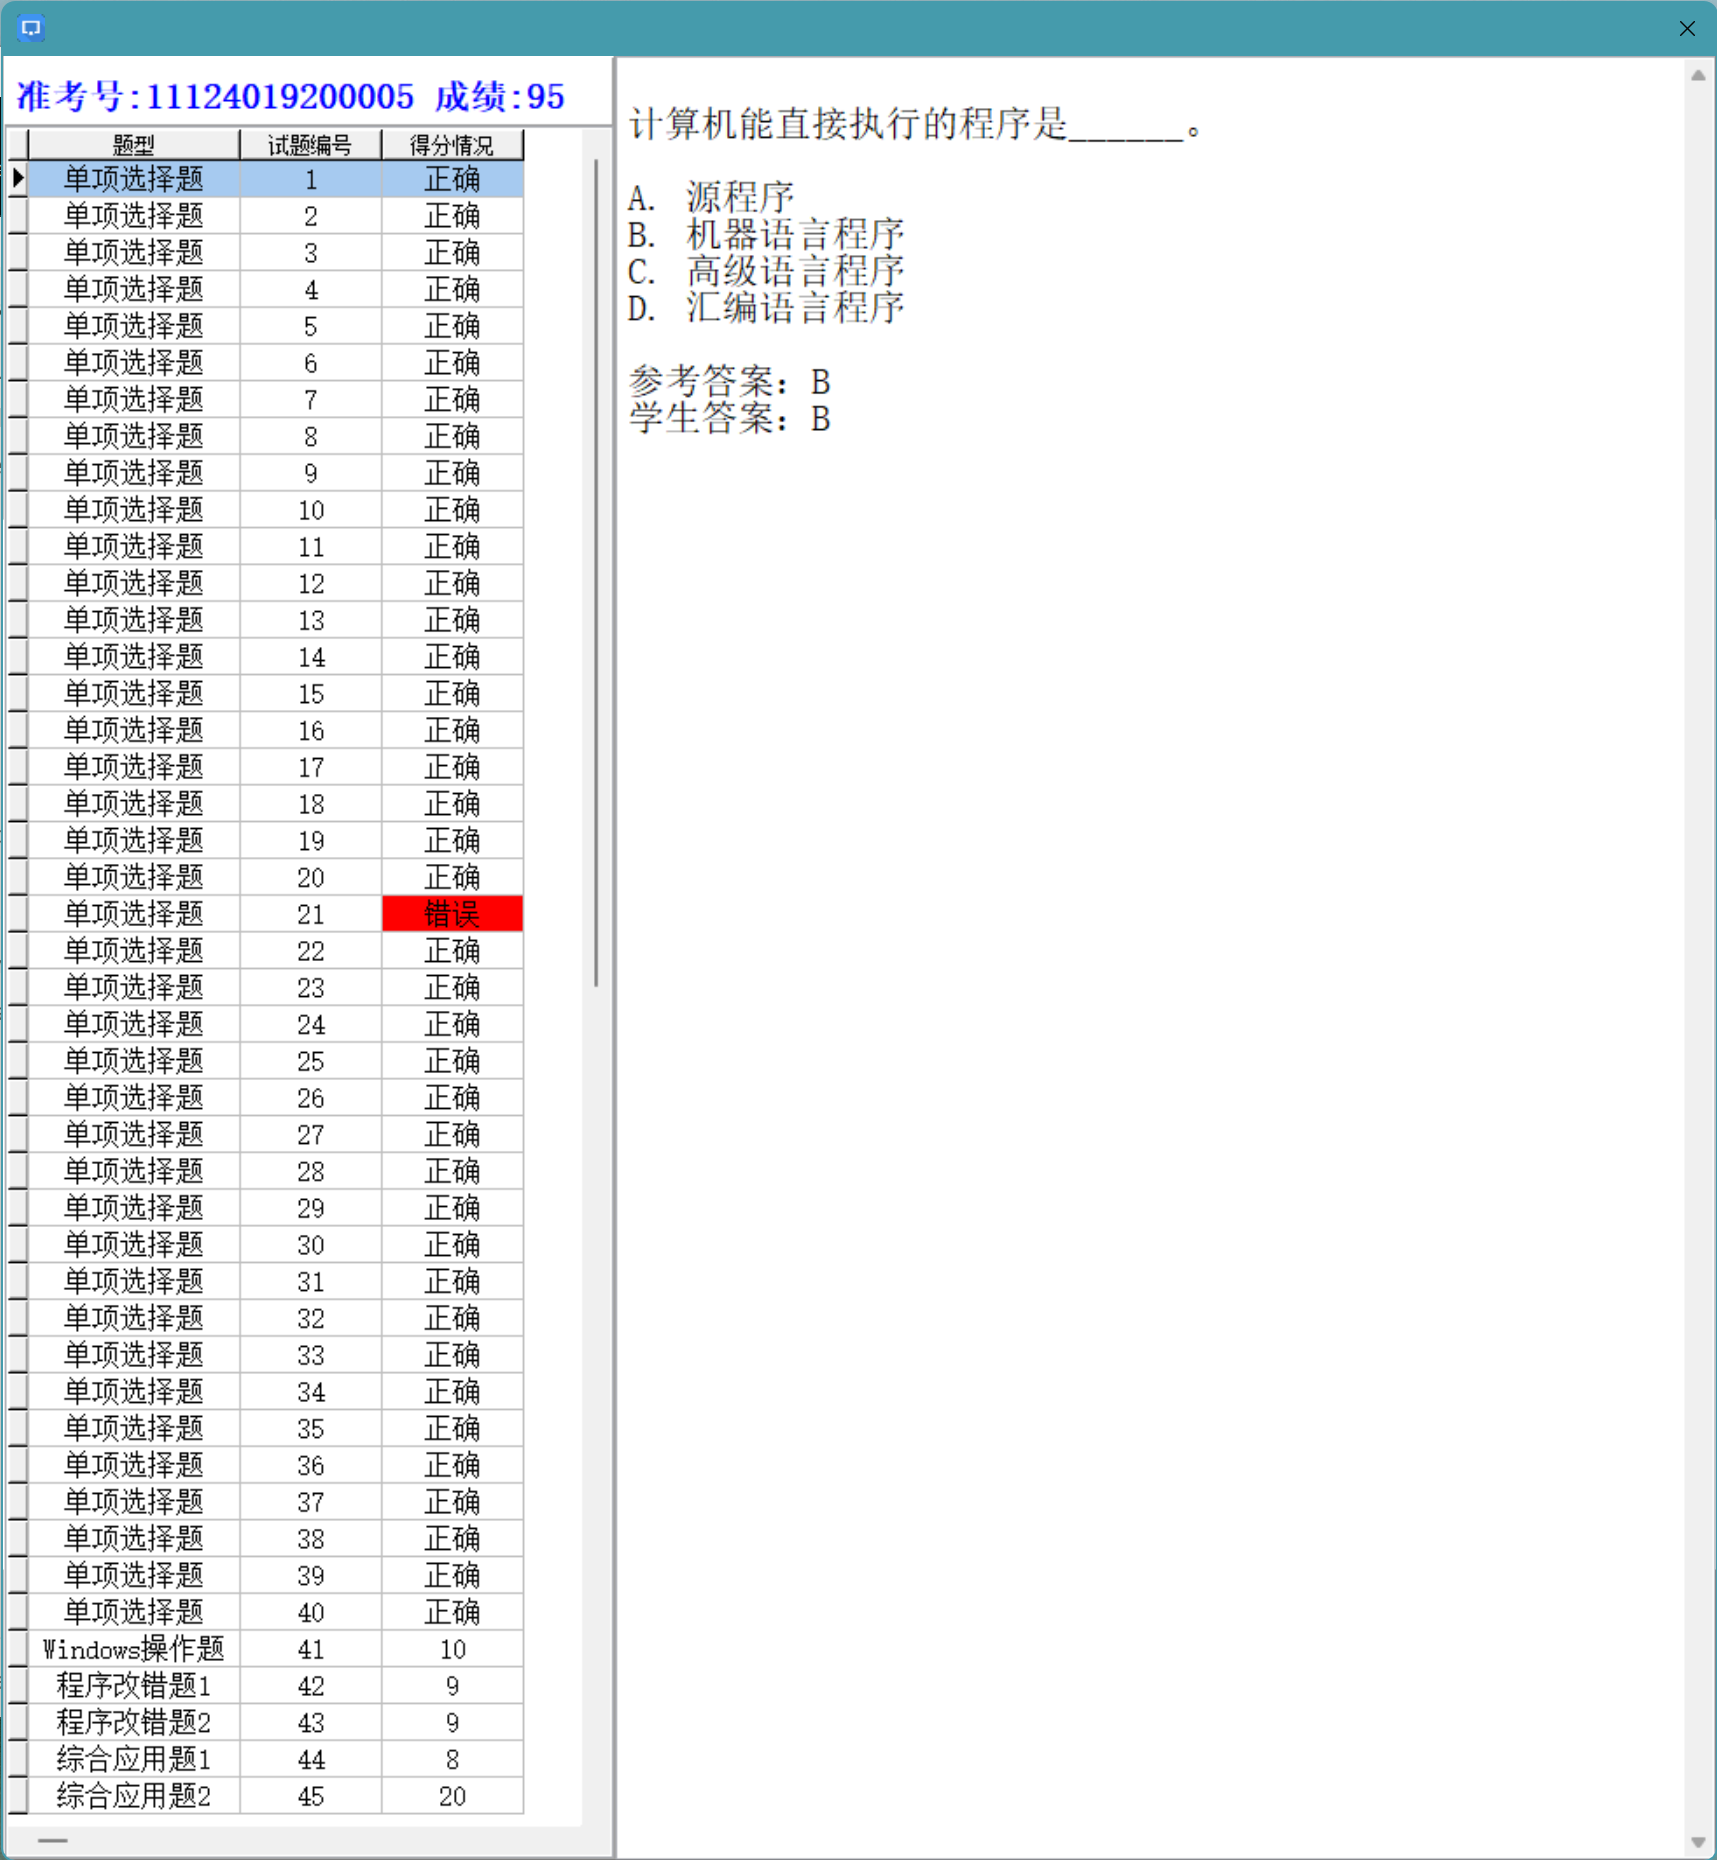 准考号:11124019200005 成绩:95
题型 试题编号 得分情况
单项选择题 1 正确
单项选择题 2 正确
单项选择题 3 正确
单项选择题 4 正确
单项选择题 5 正确
单项选择题 6 正确
单项选择题 7 正确
单项选择题 8 正确
单项选择题 9 正确
单项选择题 10 正确
单项选择题 11 正确
单项选择题 12 正确
单项选择题 13 正确
单项选择题 14 正确
单项选择题 15 正确
单项选择题 16 正确
单项选择题 17 正确
单项选择题 18 正确
单项选择题 19 正确
单项选择题 20 正确
单项选择题 21 错误
单项选择题 22 正确
单项选择题 23 正确
单项选择题 24 正确
单项选择题 25 正确
单项选择题 26 正确
单项选择题 27 正确
单项选择题 28 正确
单项选择题 29 正确
单项选择题 30 正确
单项选择题 31 正确
单项选择题 32 正确
单项选择题 33 正确
单项选择题 34 正确
单项选择题 35 正确
单项选择题 36 正确
单项选择题 37 正确
单项选择题 38 正确
单项选择题 39 正确
单项选择题 40 正确
Windows操作题 41 10
程序改错题1 42 9
程序改错题2 43 9
综合应用题1 44 8
综合应用题2 45 20
计算机能直接执行的程序是______。
A. 源程序
B. 机器语言程序
C. 高级语言程序
D. 汇编语言程序
参考答案：B
学生答案：B